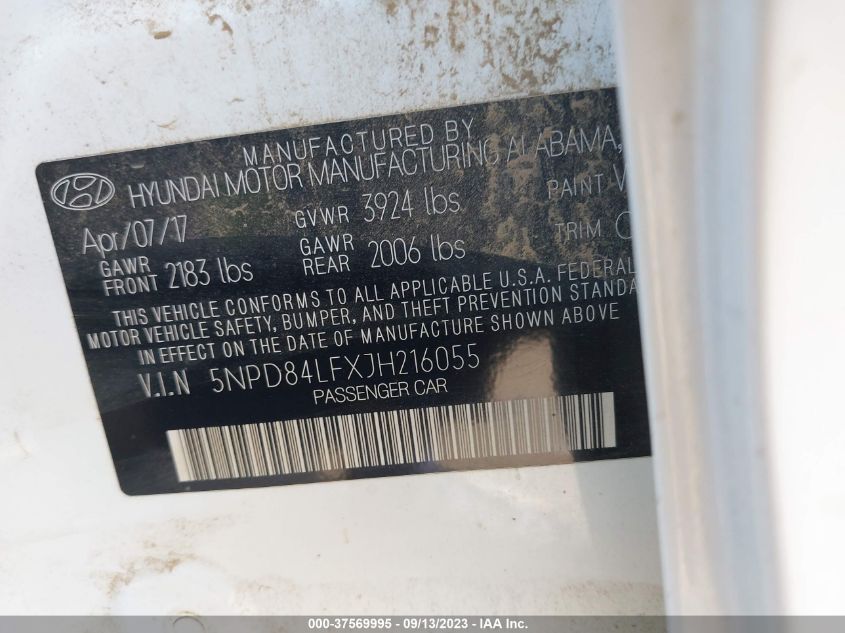 MANUFACTURED BY
HYUNDAI MOTOR MANUFACTURING ALABAMA,
Apr/07/17 GVWR 3924 lbs PAINT
GAWR FRONT 2183 lbs GAWR REAR 2006 lbs TRIM
THIS VEHICLE CONFORMS TO ALL APPLICABLE U.S.A. FEDERAL
MOTOR VEHICLE SAFETY, BUMPER, AND THEFT PREVENTION STANDA
IN EFFECT ON THE DATE OF MANUFACTURE SHOWN ABOVE
V.I.N 5NPD84LFXJH216055
PASSENGER CAR
000-37569995 - 09/13/2023 - IAA Inc.